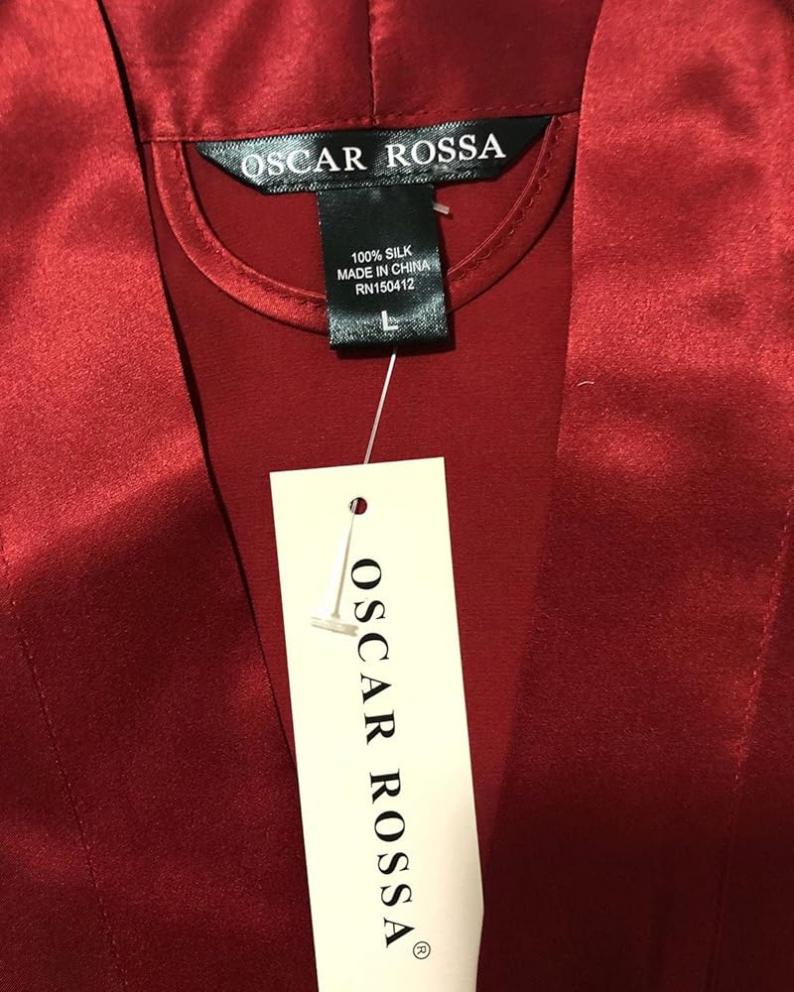 OSCAR ROSSA
100% SILK
MADE IN CHINA
RN150412
L
OSCAR ROSSA®